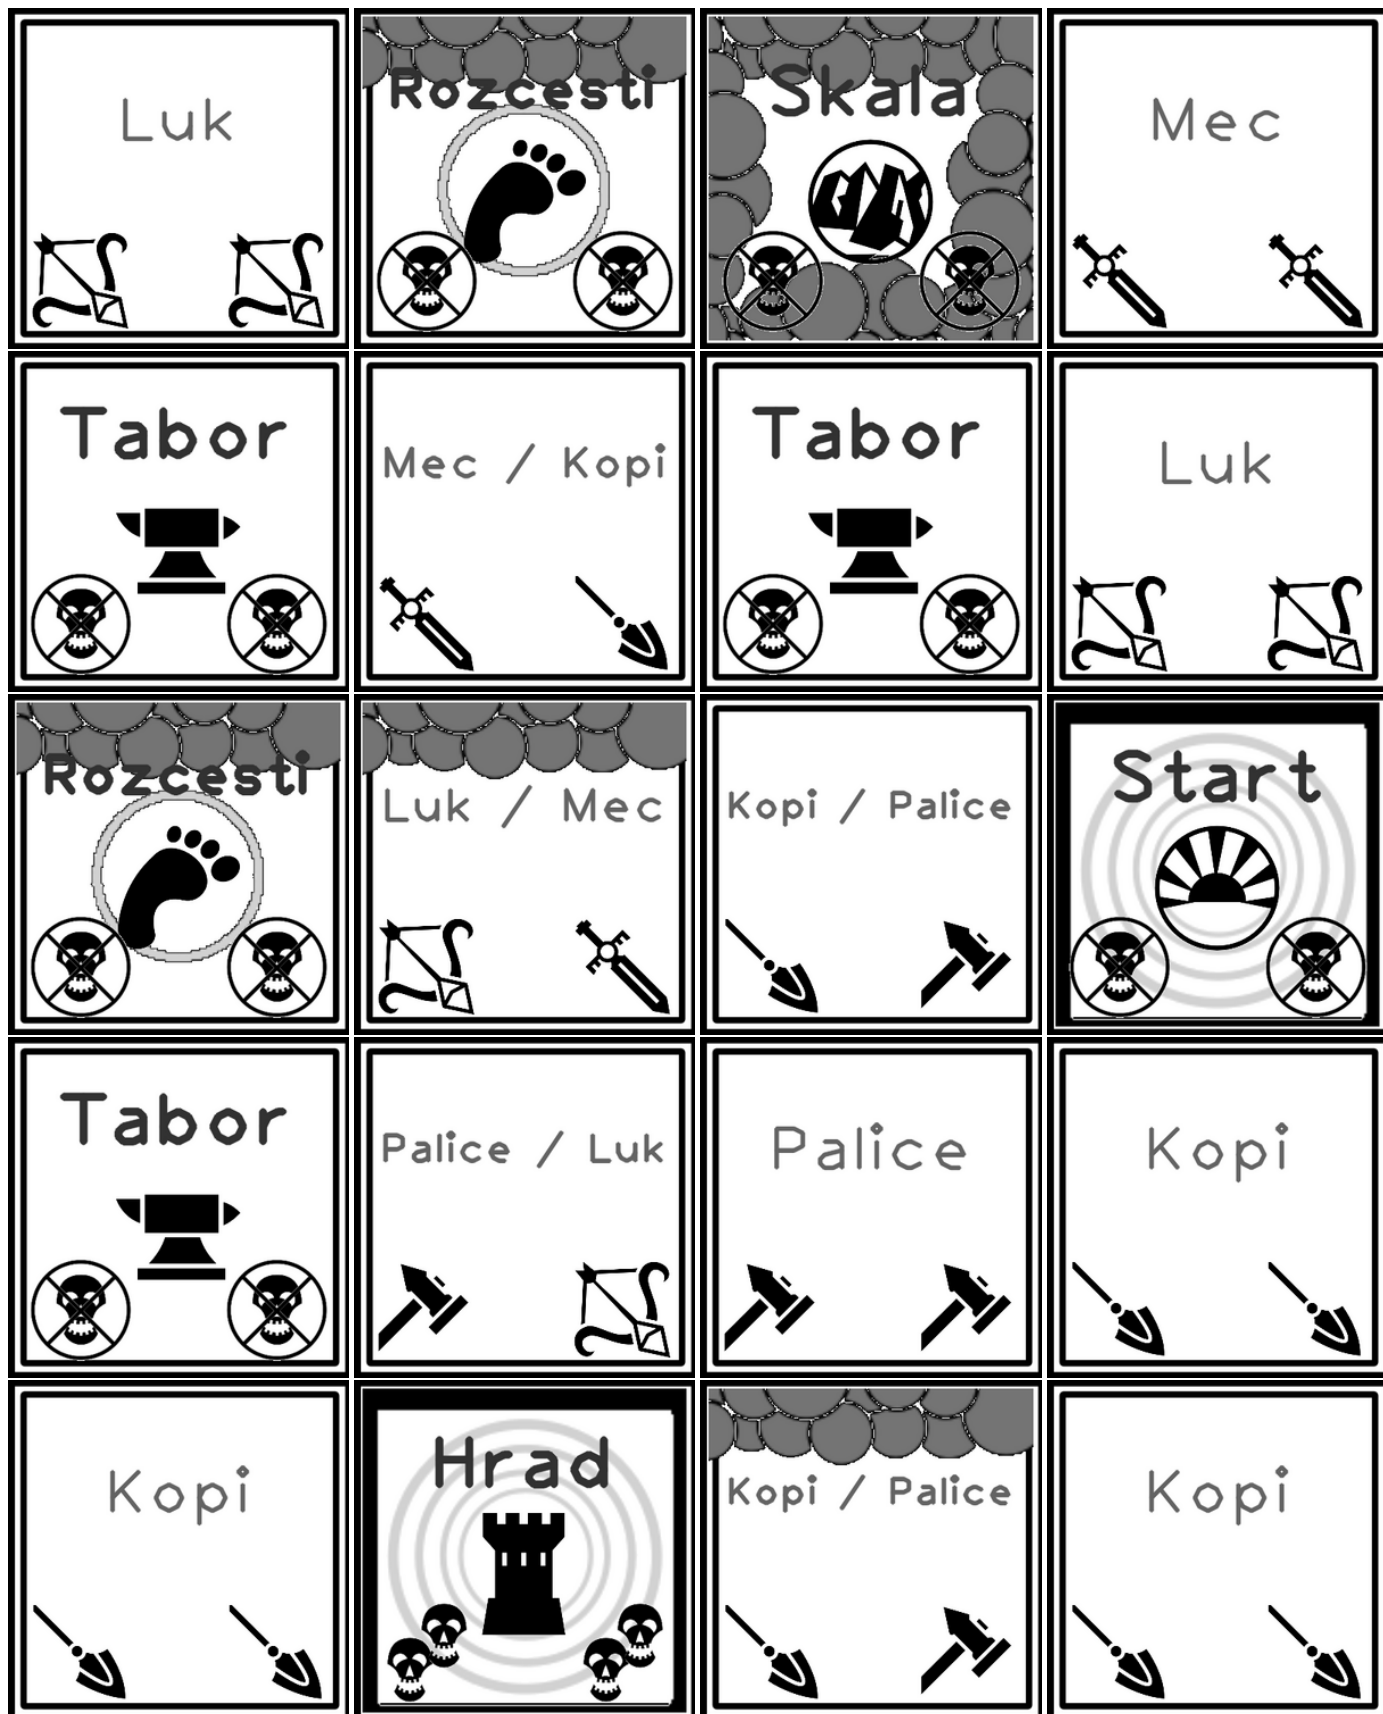 Luk
Rozcesti
Skala
Mec
Tabor
Mec / Kopi
Tabor
Luk
Rozcesti
Luk / Mec
Kopi / Palice
Start
Tabor
Palice / Luk
Palice
Kopi
Kopi
Hrad
Kopi / Palice
Kopi